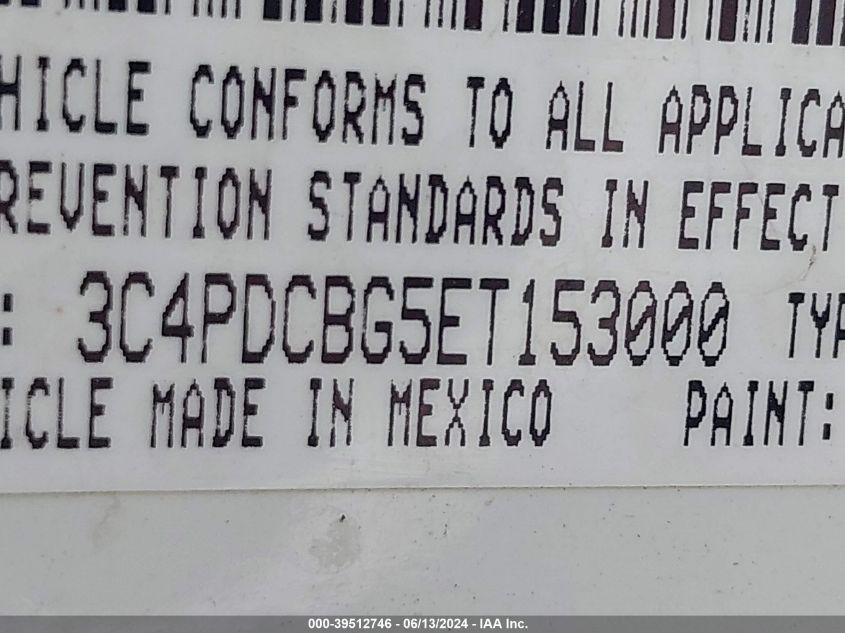 HICLE CONFORMS TO ALL APPLICA
REVENTION STANDARDS IN EFFECT
: 3C4PDCBG5ET153000 TYP
ICLE MADE IN MEXICO PAINT:
000-39512746 - 06/13/2024 - IAA Inc.